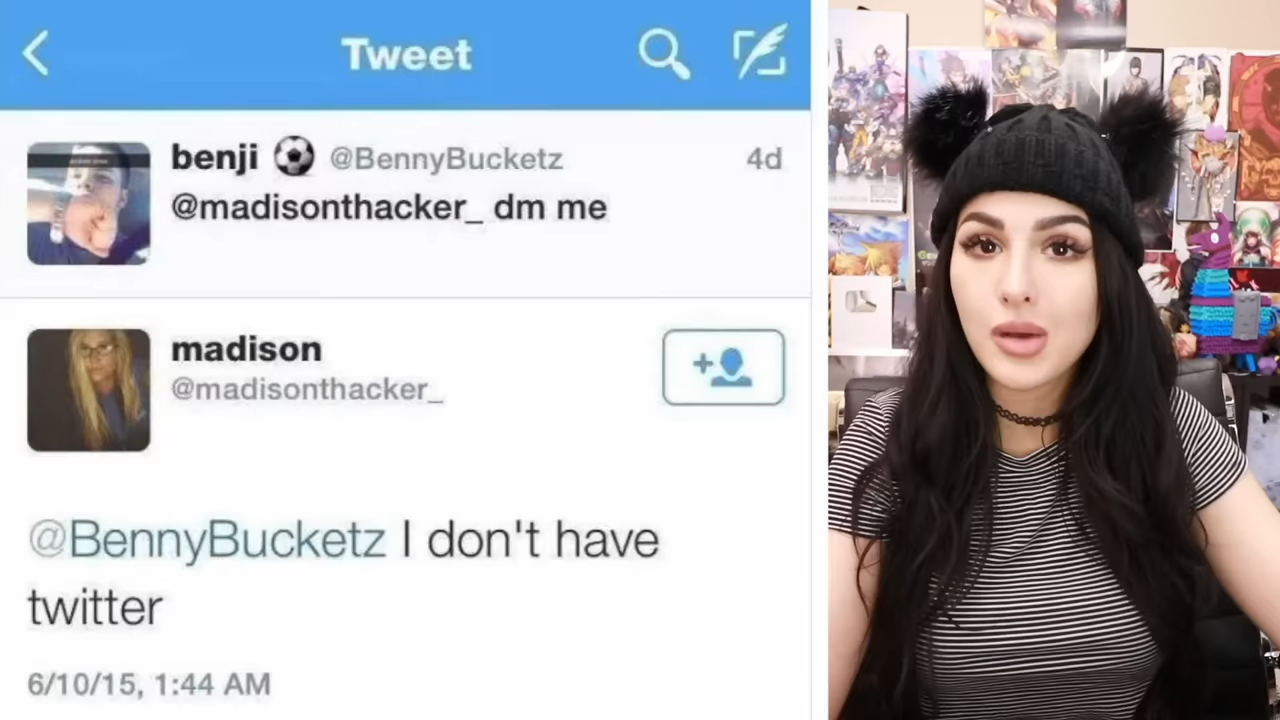 Tweet
benji ⚽ @BennyBucketz 4d
@madisonthacker_ dm me
madison
@madisonthacker_
@BennyBucketz I don't have
twitter
6/10/15, 1:44 AM